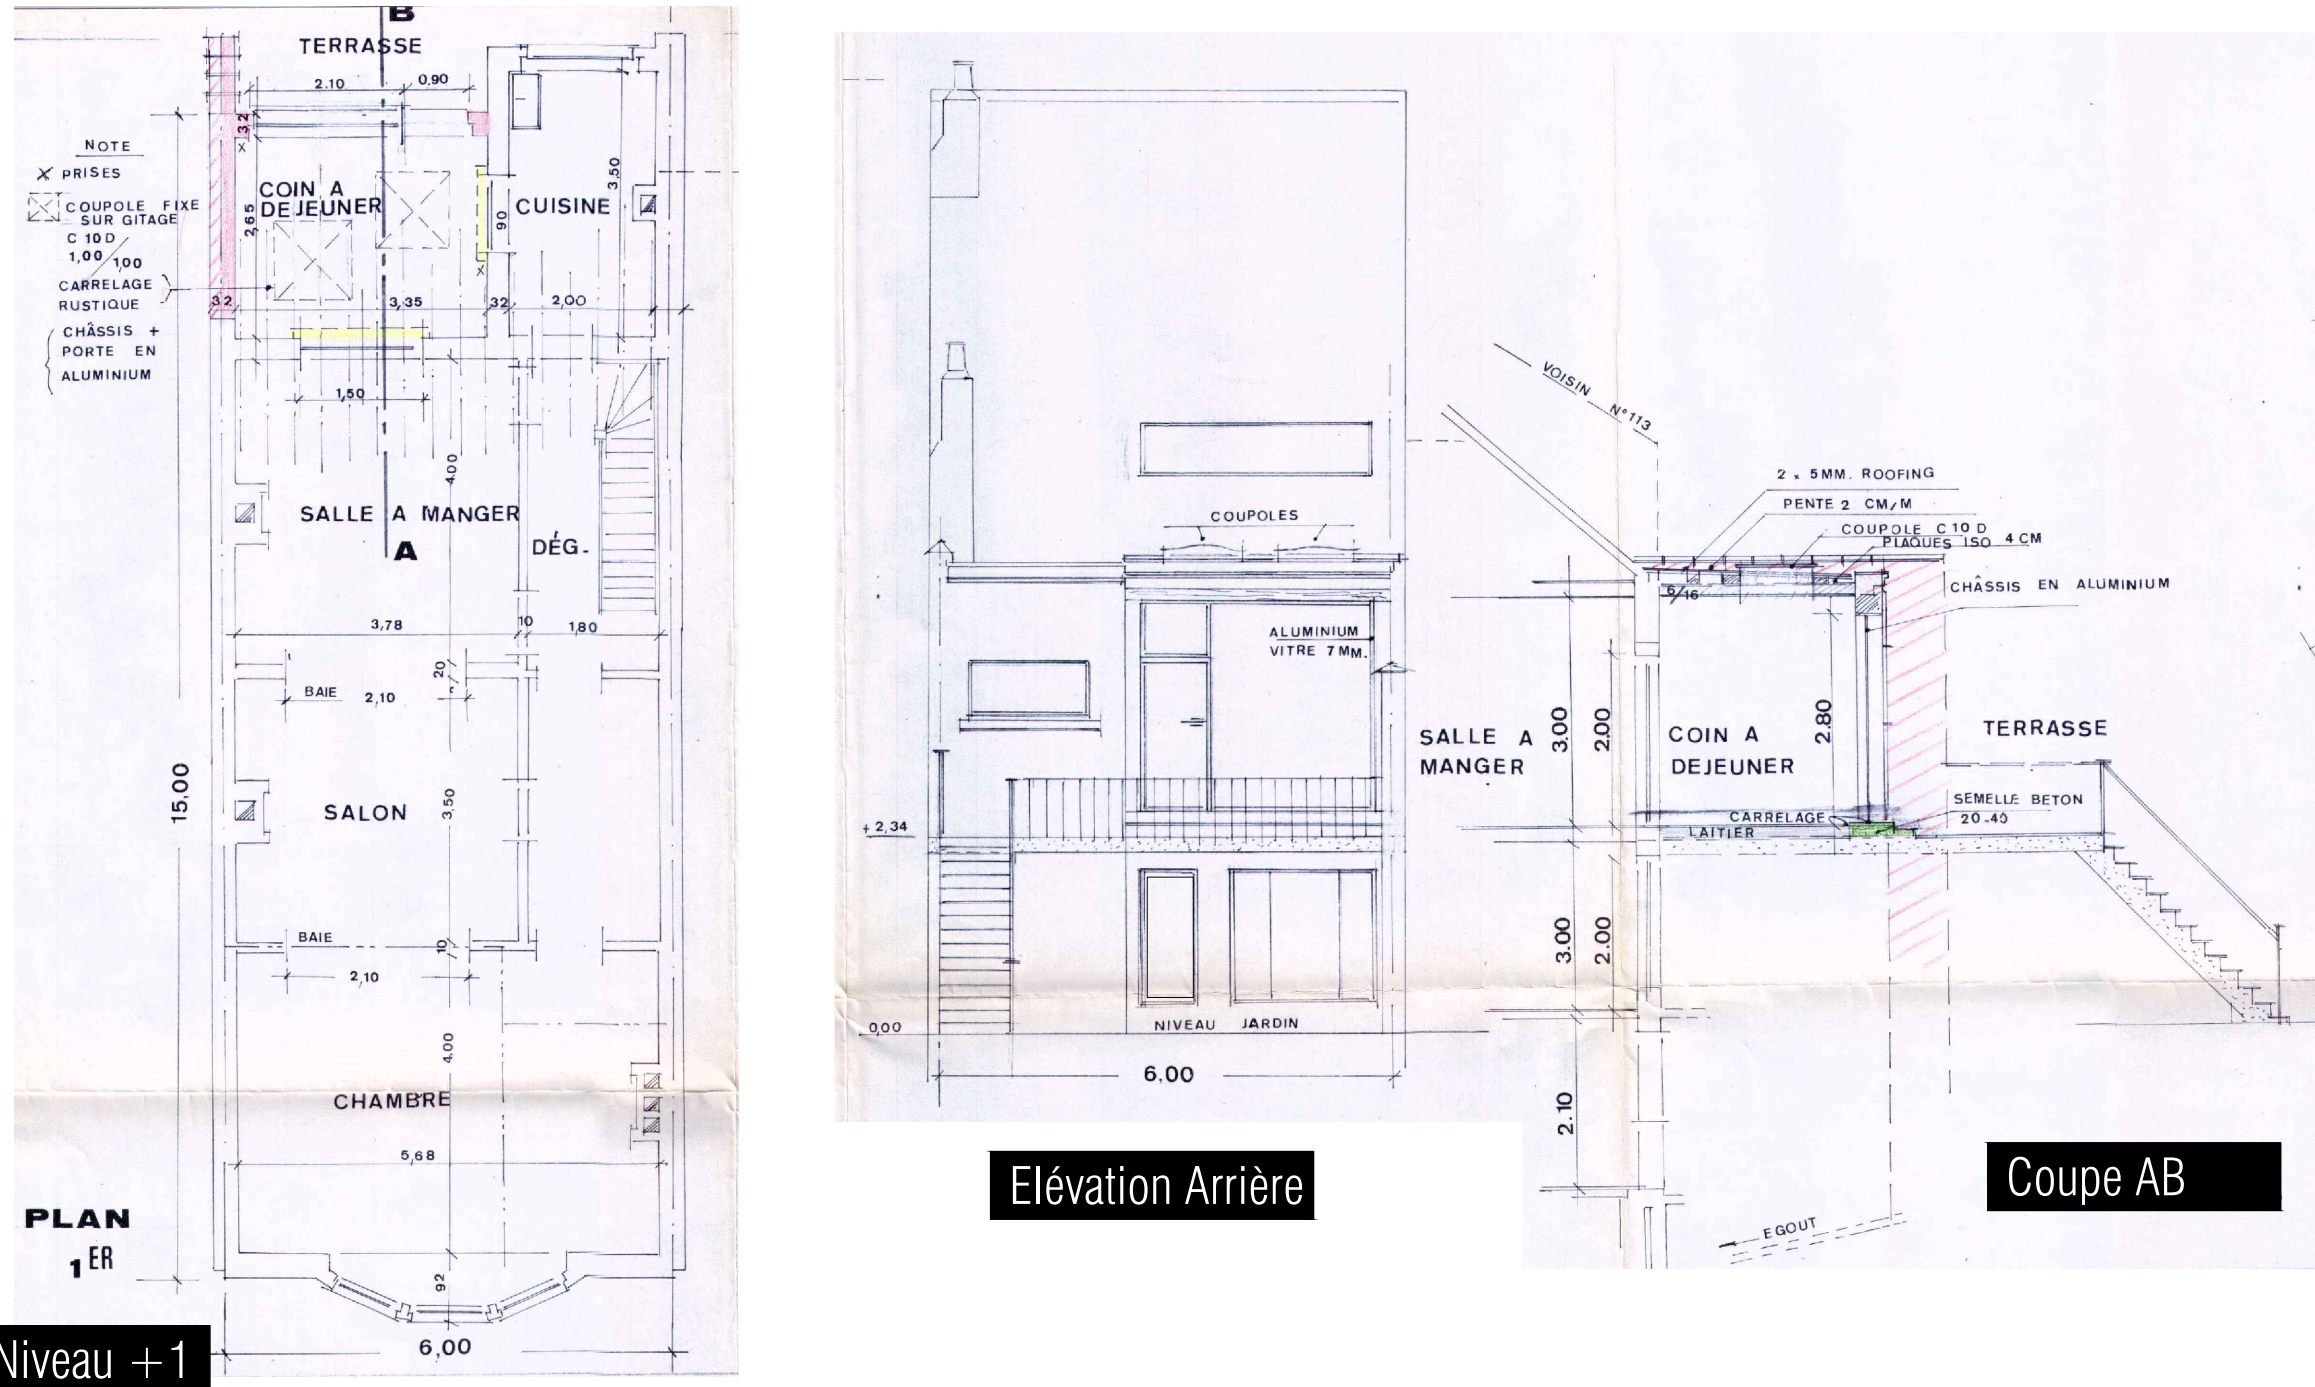 B
TERRASSE
2.10
0.90
3,2
NOTE
X PRISES
COUPOLE FIXE
SUR GITAGE
C 10 D
1,00 / 1,00
CARRELAGE
RUSTIQUE
CHÂSSIS +
PORTE EN
ALUMINIUM
COIN A
DEJEUNER
2,65
CUISINE
3,50
90
32
3,35
32
2,00
1,50
4.00
SALLE A MANGER
A
DÉG.
3,78
10
1,80
20
BAIE 2,10
15,00
SALON
3,50
BAIE
10
2,10
4.00
CHAMBRE
5,68
PLAN
1ER
92
6,00
Niveau +1
COUPOLES
ALUMINIUM
VITRE 7 MM.
+ 2,34
0,00
NIVEAU JARDIN
6,00
Elévation Arrière
VOISIN N° 113
2 x 5 MM. ROOFING
PENTE 2 CM/M
COUPOLE C 10 D
PLAQUES ISO 4 CM
CHÂSSIS EN ALUMINIUM
6/16
SALLE A
MANGER
3.00
2.00
COIN A
DEJEUNER
2.80
TERRASSE
SEMELLE BETON
20-40
CARRELAGE
LAITIER
3.00
2.00
2.10
EGOUT
Coupe AB